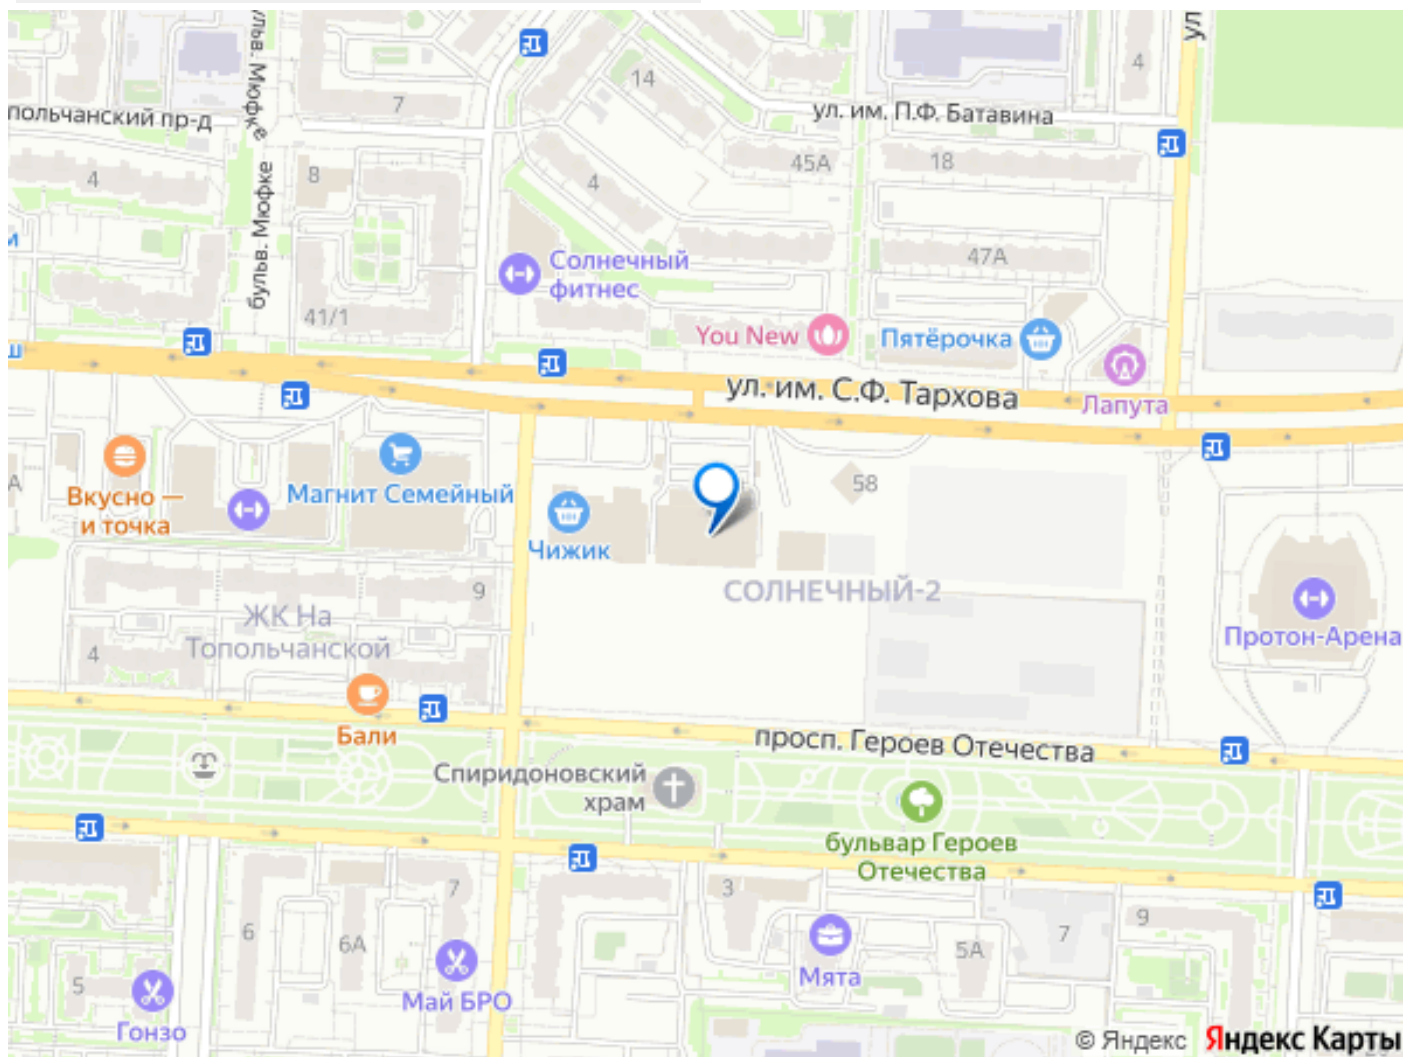 7
14
4
ул
польчанский пр-д
ульв. Мюфке
ул. им. П.Ф. Батавина
4
8
бульв. Мюфке
4
45А
18
м
Солнечный
фитнес
47А
41/1
You New
Пятёрочка
ш
ул. им. С.Ф. Тархова
Лапута
А
Вкусно —
и точка
Магнит Семейный
58
Чижик
9
СОЛНЕЧНЫЙ-2
ЖК На
Топольчанской
4
Протон-Арена
Бали
просп. Героев Отечества
Спиридоновский
храм
бульвар Героев
Отечества
7
3
6
6А
9
7
5А
5
Май БРО
Мята
Гонзо
© Яндекс Яндекс Карты